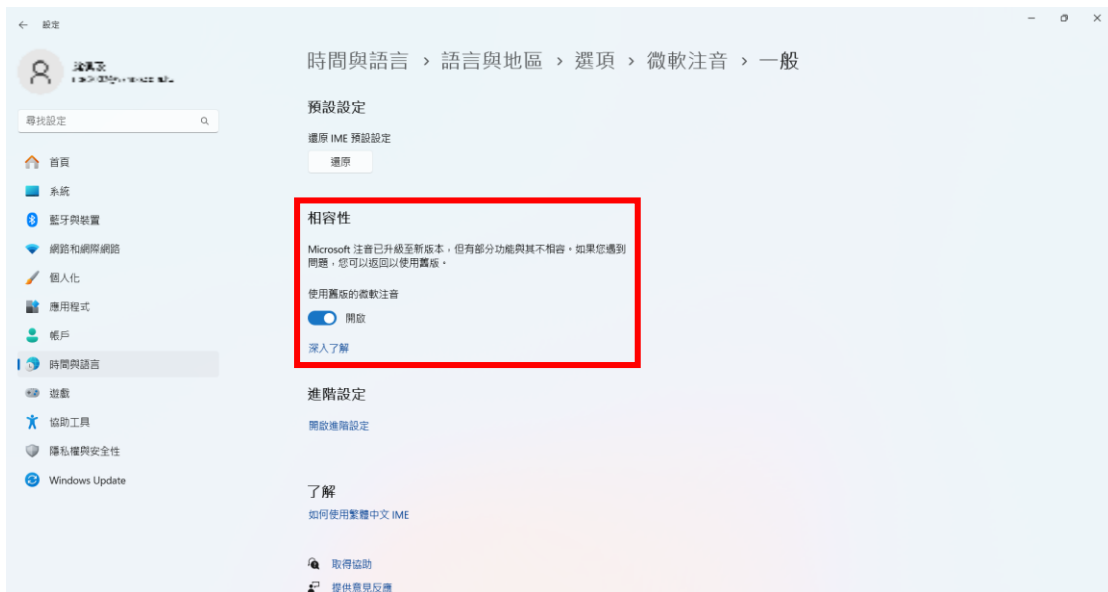 設定
時間與語言 › 語言與地區 › 選項 › 微軟注音 › 一般
尋找設定
首頁
系統
藍牙與裝置
網路和網際網路
個人化
應用程式
帳戶
時間與語言
遊戲
協助工具
隱私權與安全性
Windows Update
預設設定
還原 IME 預設設定
還原
相容性
Microsoft 注音已升級至新版本，但有部分功能與其不相容。如果您遇到
問題，您可以返回以使用舊版。
使用舊版的微軟注音
開啟
深入了解
進階設定
開啟進階設定
了解
如何使用繁體中文 IME
取得協助
提供意見反應